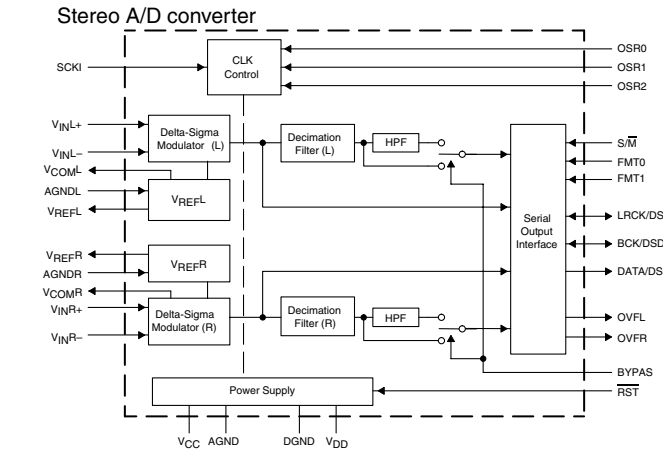 Stereo A/D converter
SCKI
CLK
Control
OSR0
OSR1
OSR2
VINL+
VINL–
VCOML
AGNDL
VREFL
Delta-Sigma
Modulator (L)
VREFL
Decimation
Filter (L)
HPF
Serial
Output
Interface
S/M̅
FMT0
FMT1
LRCK/DS
BCK/DSD
DATA/DS
VREFR
AGNDR
VCOMR
VINR+
VINR–
VREFR
Delta-Sigma
Modulator (R)
Decimation
Filter (R)
HPF
OVFL
OVFR
BYPAS
R̅S̅T̅
Power Supply
VCC
AGND
DGND
VDD